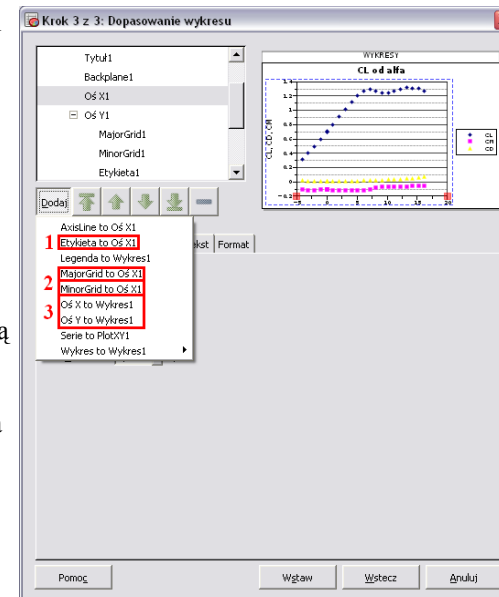 Krok 3 z 3: Dopasowanie wykresu
Tytuł1
Backplane1
Oś X1
Oś Y1
MajorGrid1
MinorGrid1
Etykieta1
WYKRESY
CL od alfa
CL, CD, CM
CL
CM
CD
Dodaj
AxisLine to Oś X1
1 Etykieta to Oś X1
Legenda to Wykres1
2 MajorGrid to Oś X1
MinorGrid to Oś X1
3 Oś X to Wykres1
Oś Y to Wykres1
Serie to PlotXY1
Wykres to Wykres1
Format
ą
Pomoc
Wstaw
Wstecz
Anuluj